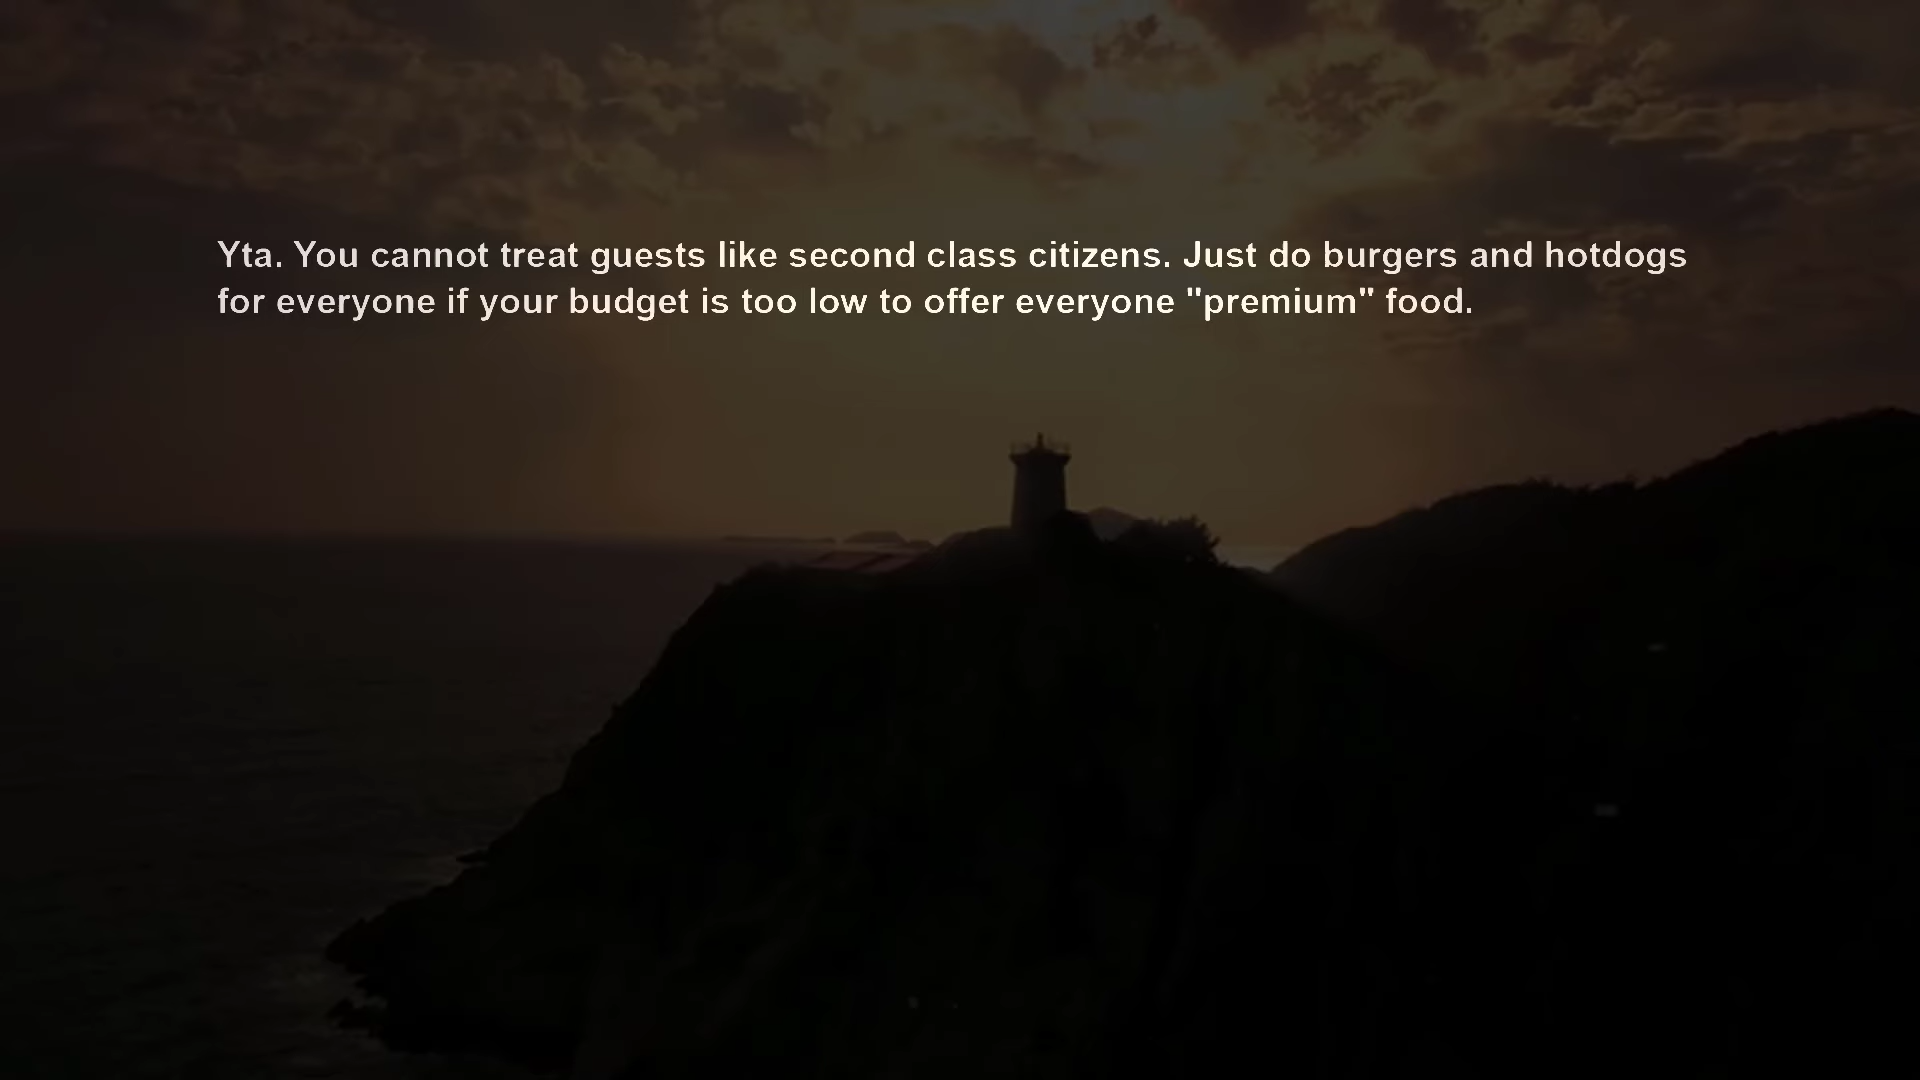 Yta. You cannot treat guests like second class citizens. Just do burgers and hotdogs
for everyone if your budget is too low to offer everyone "premium" food.